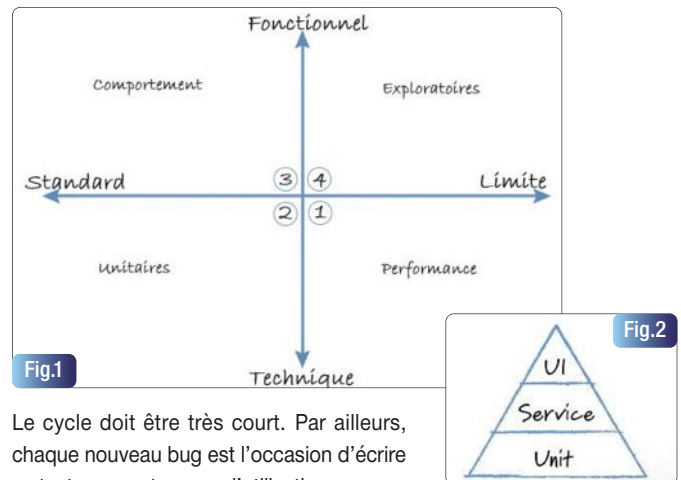 Fonctionnel
Comportement
Exploratoires
Standard
3 4
Limite
2 1
Unitaires
Performance
Fig.1
Technique
Fig.2
UI
Service
Unit
Le cycle doit être très court. Par ailleurs,
chaque nouveau bug est l'occasion d'écrire